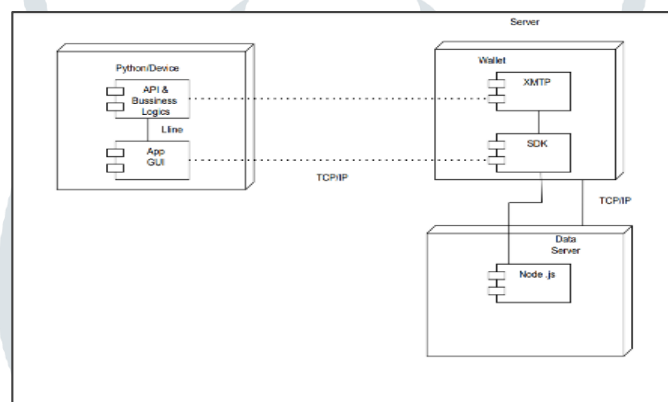 Server
Python/Device
API &
Bussiness
Logics
Lline
App
GUI
Wallet
XMTP
SDK
TCP/IP
TCP/IP
Data
Server
Node .js